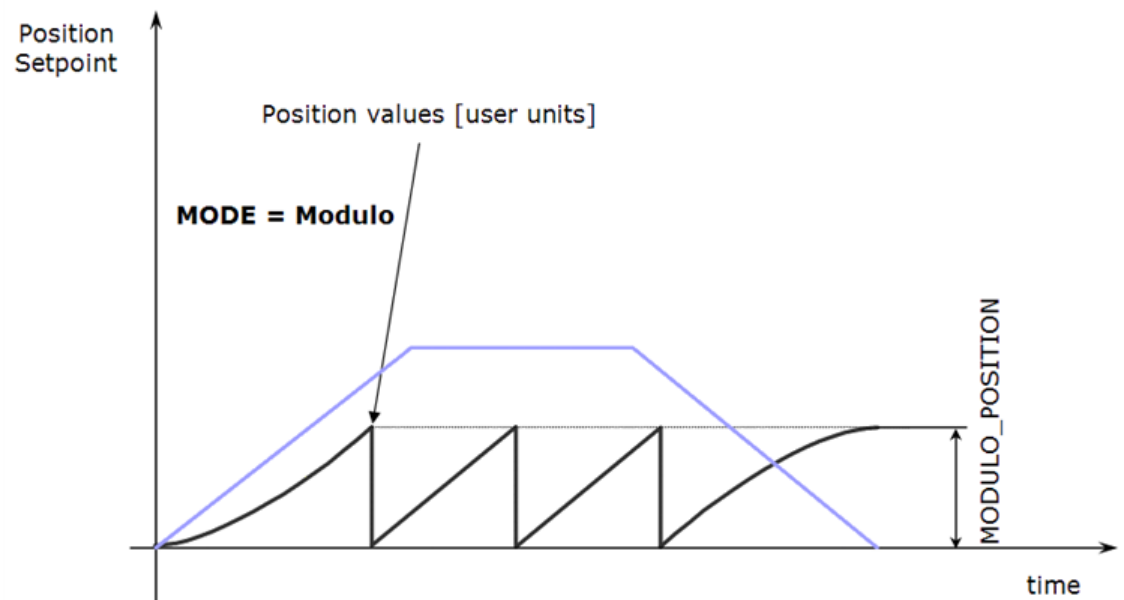 Position
Setpoint
Position values [user units]
MODE = Modulo
MODULO_POSITION
time